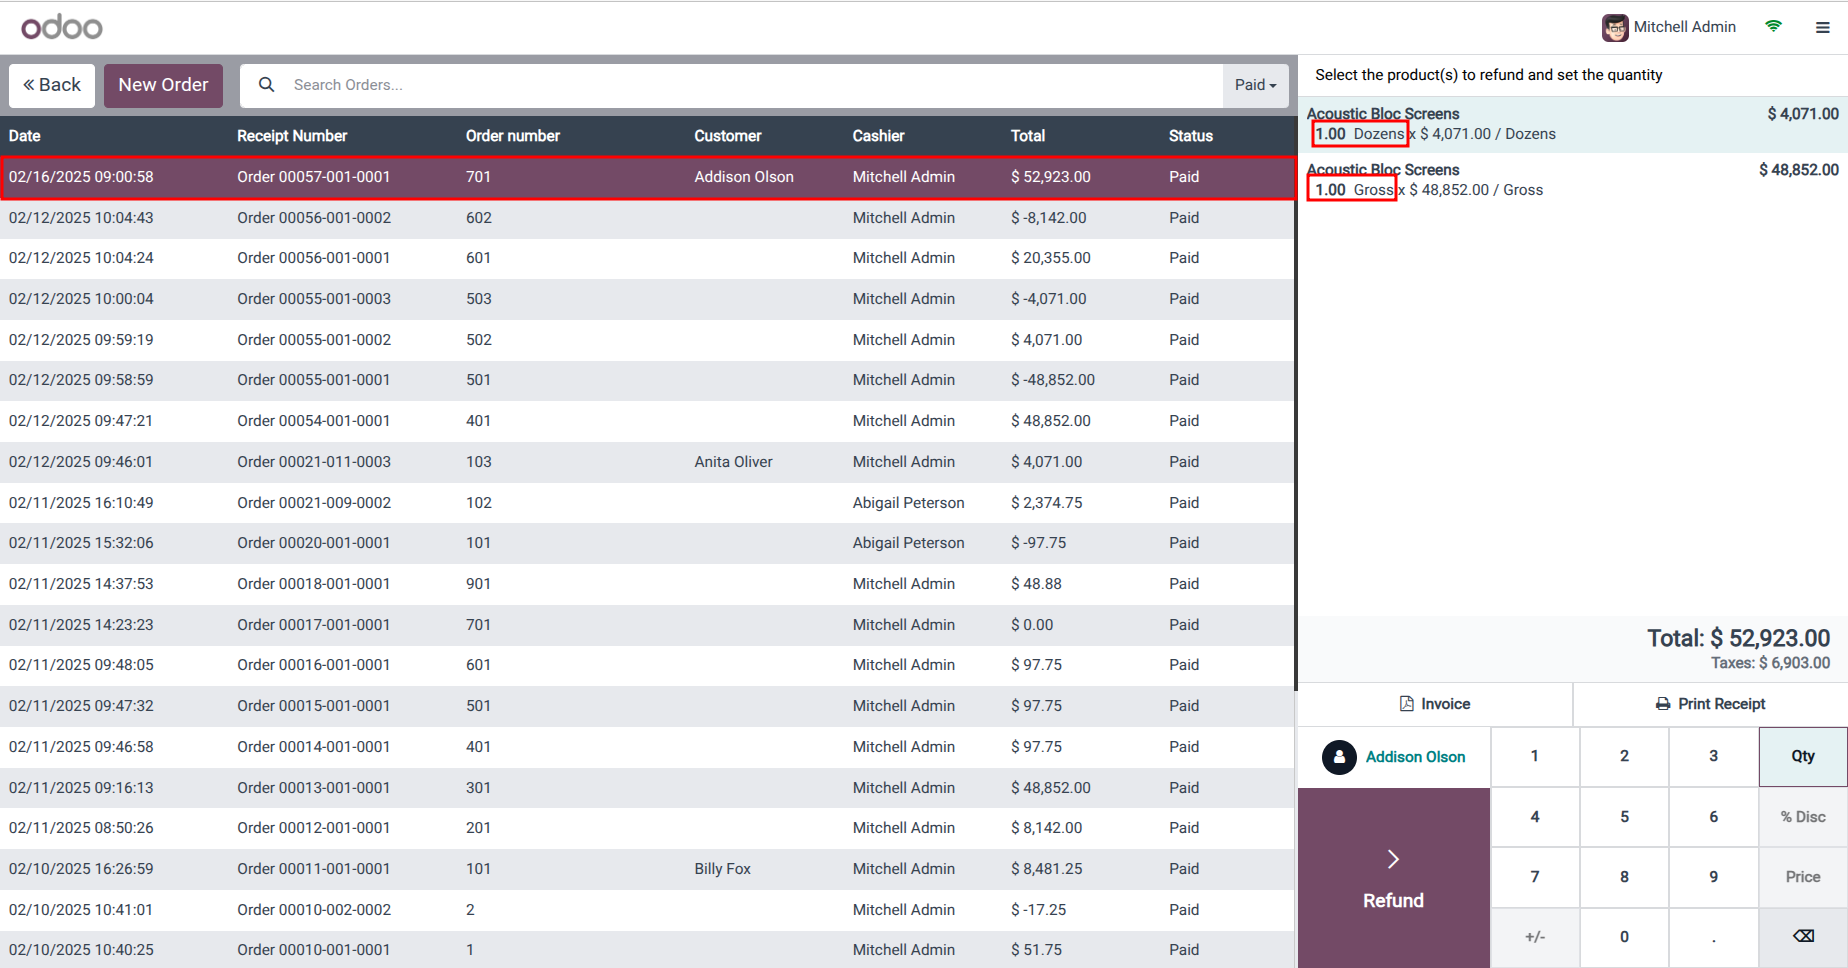 odoo
Mitchell Admin
Back
New Order
Search Orders...
Paid
Date Receipt Number Order number Customer Cashier Total Status
02/16/2025 09:00:58 Order 00057-001-0001 701 Addison Olson Mitchell Admin $ 52,923.00 Paid
02/12/2025 10:04:43 Order 00056-001-0002 602 Mitchell Admin $ -8,142.00 Paid
02/12/2025 10:04:24 Order 00056-001-0001 601 Mitchell Admin $ 20,355.00 Paid
02/12/2025 10:00:04 Order 00055-001-0003 503 Mitchell Admin $ -4,071.00 Paid
02/12/2025 09:59:19 Order 00055-001-0002 502 Mitchell Admin $ 4,071.00 Paid
02/12/2025 09:58:59 Order 00055-001-0001 501 Mitchell Admin $ -48,852.00 Paid
02/12/2025 09:47:21 Order 00054-001-0001 401 Mitchell Admin $ 48,852.00 Paid
02/12/2025 09:46:01 Order 00021-011-0003 103 Anita Oliver Mitchell Admin $ 4,071.00 Paid
02/11/2025 16:10:49 Order 00021-009-0002 102 Abigail Peterson $ 2,374.75 Paid
02/11/2025 15:32:06 Order 00020-001-0001 101 Abigail Peterson $ -97.75 Paid
02/11/2025 14:37:53 Order 00018-001-0001 901 Mitchell Admin $ 48.88 Paid
02/11/2025 14:23:23 Order 00017-001-0001 701 Mitchell Admin $ 0.00 Paid
02/11/2025 09:48:05 Order 00016-001-0001 601 Mitchell Admin $ 97.75 Paid
02/11/2025 09:47:32 Order 00015-001-0001 501 Mitchell Admin $ 97.75 Paid
02/11/2025 09:46:58 Order 00014-001-0001 401 Mitchell Admin $ 97.75 Paid
02/11/2025 09:16:13 Order 00013-001-0001 301 Mitchell Admin $ 48,852.00 Paid
02/11/2025 08:50:26 Order 00012-001-0001 201 Mitchell Admin $ 8,142.00 Paid
02/10/2025 16:26:59 Order 00011-001-0001 101 Billy Fox Mitchell Admin $ 8,481.25 Paid
02/10/2025 10:41:01 Order 00010-002-0002 2 Mitchell Admin $ -17.25 Paid
02/10/2025 10:40:25 Order 00010-001-0001 1 Mitchell Admin $ 51.75 Paid
Select the product(s) to refund and set the quantity
Acoustic Bloc Screens $ 4,071.00
1.00 Dozens x $ 4,071.00 / Dozens
Acoustic Bloc Screens $ 48,852.00
1.00 Gross x $ 48,852.00 / Gross
Total: $ 52,923.00
Taxes: $ 6,903.00
Invoice
Print Receipt
Addison Olson
Refund
1 2 3 Qty
4 5 6 % Disc
7 8 9 Price
+/- 0 .